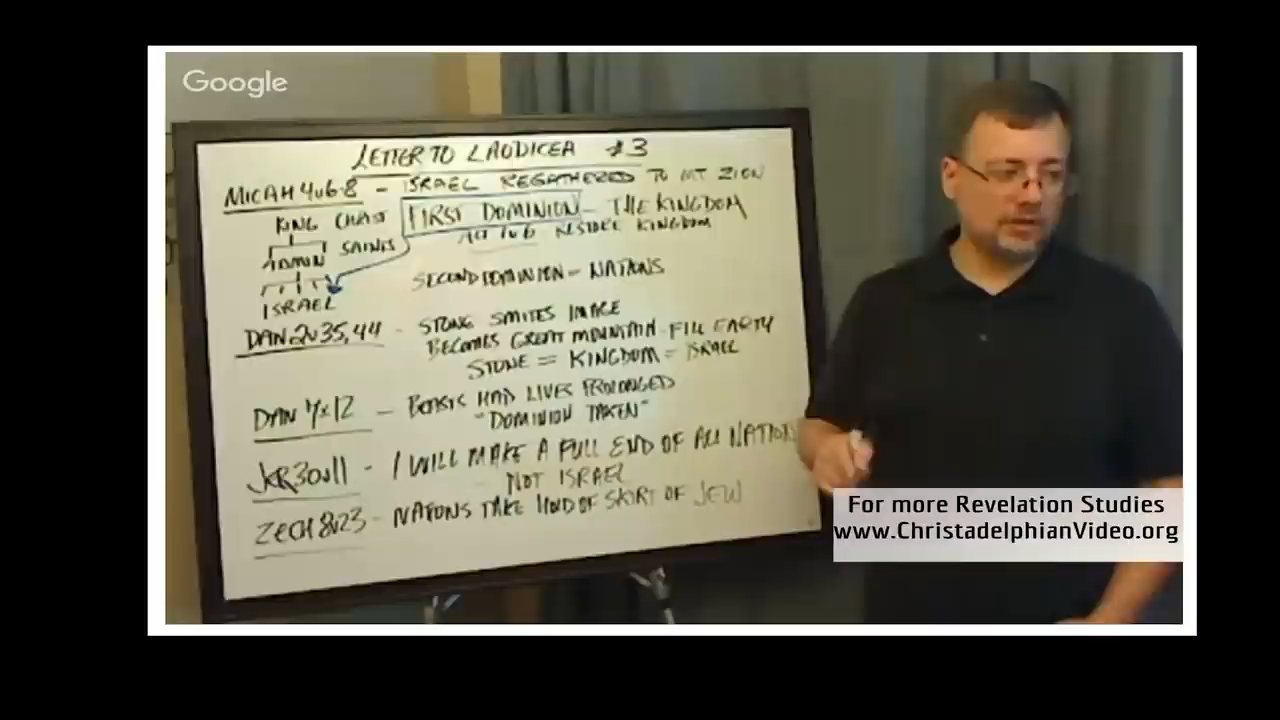 Google
LETTER TO LAODICEA #3
MICAH 4v6-8 - ISRAEL REGATHERED TO MT ZION
KING CHRIST
FIRST DOMINION - THE KINGDOM
ACT 1v6 RESTORE KINGDOM
SAINTS
ADMIN
ISRAEL
SECOND DOMINION - NATIONS
DAN 2v35,44 - STONE SMITES IMAGE
BECOMES GREAT MOUNTAIN - FILL EARTH
STONE = KINGDOM = ISRAEL
DAN 7v12 - BEASTS HAD LIVES PROLONGED
"DOMINION TAKEN"
JER 30v11 - I WILL MAKE A FULL END OF ALL NATION
NOT ISRAEL
ZECH 8v23 - NATIONS TAKE HOLD OF SKIRT OF JEW
For more Revelation Studies
www.ChristadelphianVideo.org